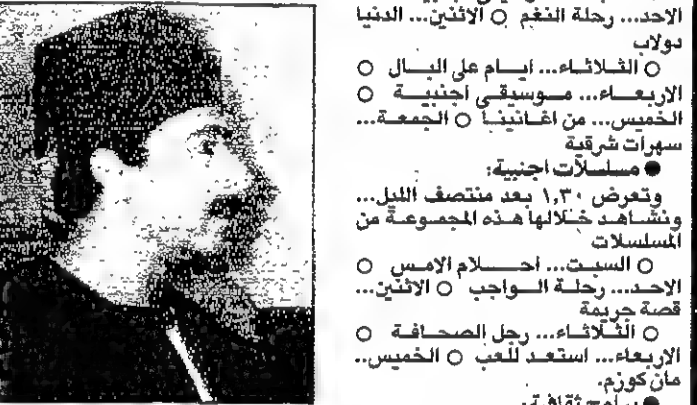 الاحد... رحلة النغم ○ الاثنين... الدنيا
دولاب
○ الثلاثاء... ايام على البال ○
الاربعاء... موسيقى اجنبية ○
الخميس... من اغانينا ○ الجمعة...
سهرات شرقية
● مسلسلات اجنبية:
وتعرض ١,٣٠ بعد منتصف الليل...
ونشاهد خلالها هذه المجموعة من
المسلسلات
○ السبت... احلام الامس ○
الاحد... رحلة الواجب ○ الاثنين...
قصة جريمة
○ الثلاثاء... رجل الصحافة ○
الاربعاء... استعد للعب ○ الخميس..
مان كوزم.
● برامج ثقافية: